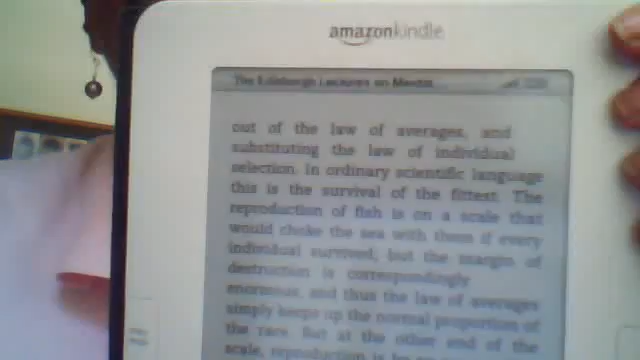 amazonkindle
The Edinburgh Lectures on Mental
out of the law of averages, and
substituting the law of individual
selection. In ordinary scientific language
this is the survival of the fittest. The
reproduction of fish is on a scale that
would choke the sea with them if every
individual survived, but the margin of
destruction is correspondingly
enormous, and thus the law of averages
simply keeps up the normal proportion of
the race. But at the other end of the
scale, reproduction is by